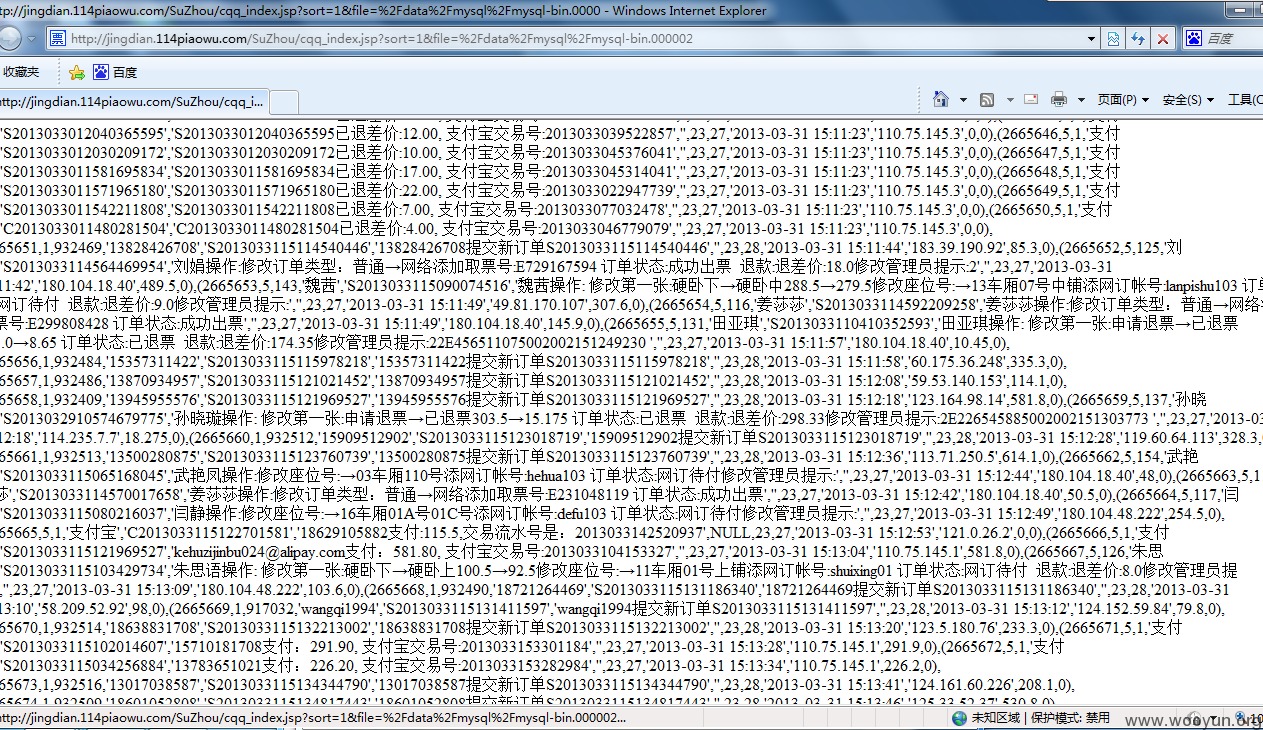 tp://jingdian.114piaowu.com/SuZhou/cqq_index.jsp?sort=1&file=%2Fdata%2Fmysql%2Fmysql-bin.0000 - Windows Internet Explorer
http://jingdian.114piaowu.com/SuZhou/cqq_index.jsp?sort=1&file=%2Fdata%2Fmysql%2Fmysql-bin.000002
百度
收藏夹 百度
http://jingdian.114piaowu.com/SuZhou/cqq_i...
页面(P) 安全(S) 工具(O
'S2013033012040365595','S2013033012040365595已退差价:12.00, 支付宝交易号:2013033039522857','',23,27,'2013-03-31 15:11:23','110.75.145.3',0,0),(2665646,5,1,'支付
'S2013033012030209172','S2013033012030209172已退差价:10.00, 支付宝交易号:2013033045376041','',23,27,'2013-03-31 15:11:23','110.75.145.3',0,0),(2665647,5,1,'支付
'S2013033011581695834','S2013033011581695834已退差价:17.00, 支付宝交易号:2013033045314041','',23,27,'2013-03-31 15:11:23','110.75.145.3',0,0),(2665648,5,1,'支付
'S2013033011571965180','S2013033011571965180已退差价:22.00, 支付宝交易号:2013033022947739','',23,27,'2013-03-31 15:11:23','110.75.145.3',0,0),(2665649,5,1,'支付
'S2013033011542211808','S2013033011542211808已退差价:7.00, 支付宝交易号:2013033077032478','',23,27,'2013-03-31 15:11:23','110.75.145.3',0,0),(2665650,5,1,'支付
'C2013033011480281504','C2013033011480281504已退差价:4.00, 支付宝交易号:2013033046779079','',23,27,'2013-03-31 15:11:23','110.75.145.3',0,0),
65651,1,932469,'13828426708','S2013033115114540446','13828426708提交新订单S2013033115114540446','',23,28,'2013-03-31 15:11:44','183.39.190.92',85.3,0),(2665652,5,125,'刘
'S2013033114564469954','刘娟操作:修改订单类型：普通→网络添加取票号:E729167594 订单状态:成功出票 退款:退差价:18.0修改管理员提示:2','',23,27,'2013-03-31
11:42','180.104.18.40',489.5,0),(2665653,5,143,'魏茜','S2013033115090074516','魏茜操作: 修改第一张:硬卧下→硬卧中288.5→279.5修改座位号:→13车厢07号中铺添网订帐号:lanpishu103 订单
网订待付 退款:退差价:9.0修改管理员提示:','',23,27,'2013-03-31 15:11:49','49.81.170.107',307.6,0),(2665654,5,116,'姜莎莎','S2013033114592209258','姜莎莎操作:修改订单类型：普通→网络
票号:E299808428 订单状态:成功出票','',23,27,'2013-03-31 15:11:49','180.104.18.40',145.9,0),(2665655,5,131,'田亚琪','S2013033110410352593','田亚琪操作: 修改第一张:申请退票→已退票
.0→8.65 订单状态:已退票 退款:退差价:174.35修改管理员提示:22E456511075002002151249230 ','',23,27,'2013-03-31 15:11:57','180.104.18.40',10.45,0),
65656,1,932484,'15357311422','S2013033115115978218','15357311422提交新订单S2013033115115978218','',23,28,'2013-03-31 15:11:58','60.175.36.248',335.3,0),
65657,1,932486,'13870934957','S2013033115121021452','13870934957提交新订单S2013033115121021452','',23,28,'2013-03-31 15:12:08','59.53.140.153',114.1,0),
65658,1,932409,'13945955576','S2013033115121969527','13945955576提交新订单S2013033115121969527','',23,28,'2013-03-31 15:12:18','123.164.98.14',581.8,0),(2665659,5,137,'孙晓
'S2013032910574679775','孙晓璇操作: 修改第一张:申请退票→已退票303.5→15.175 订单状态:已退票 退款:退差价:298.33修改管理员提示:2E226545885002002151303773 ','',23,27,'2013-03
12:18','114.235.7.7',18.275,0),(2665660,1,932512,'15909512902','S2013033115123018719','15909512902提交新订单S2013033115123018719','',23,28,'2013-03-31 15:12:28','119.60.64.113',328.3,0
65661,1,932513,'13500280875','S2013033115123760739','13500280875提交新订单S2013033115123760739','',23,28,'2013-03-31 15:12:36','113.71.250.5',614.1,0),(2665662,5,154,'武艳
'S2013033115065168045','武艳凤操作:修改座位号:→03车厢110号添网订帐号:hehua103 订单状态:网订待付修改管理员提示:','',23,27,'2013-03-31 15:12:44','180.104.18.40',48,0),(2665663,5,1
莎','S2013033114570017658','姜莎莎操作:修改订单类型：普通→网络添加取票号:E231048119 订单状态:成功出票','',23,27,'2013-03-31 15:12:42','180.104.18.40',50.5,0),(2665664,5,117,'闫
'S2013033115080216037','闫静操作:修改座位号:→16车厢01A号01C号添网订帐号:defu103 订单状态:网订待付修改管理员提示:','',23,27,'2013-03-31 15:12:49','180.104.48.222',254.5,0),
65665,5,1,'支付宝','C2013033115122701581','18629105882支付:115.5,交易流水号是：201303142520937',NULL,23,27,'2013-03-31 15:12:53','121.0.26.2',0,0),(2665666,5,1,'支付
'S2013033115121969527','kehuzijinbu024@alipay.com支付：581.80, 支付宝交易号:2013033104153327','',23,27,'2013-03-31 15:13:04','110.75.145.1',581.8,0),(2665667,5,126,'朱思
'S2013033115103429734','朱思语操作: 修改第一张:硬卧下→硬卧上100.5→92.5修改座位号:→11车厢01号上铺添网订帐号:shuixing01 订单状态:网订待付 退款:退差价:8.0修改管理员提
,'',23,27,'2013-03-31 15:13:09','180.104.48.222',103.6,0),(2665668,1,932490,'18721264469','S2013033115131186340','18721264469提交新订单S2013033115131186340','',23,28,'2013-03-31
13:10','58.209.52.92',98,0),(2665669,1,917032,'wangqi1994','S2013033115131411597','wangqi1994提交新订单S2013033115131411597','',23,28,'2013-03-31 15:13:12','124.152.59.84',79.8,0),
65670,1,932514,'18638831708','S2013033115132213002','18638831708提交新订单S2013033115132213002','',23,28,'2013-03-31 15:13:20','123.5.180.76',233.3,0),(2665671,5,1,'支付
'S2013033115102014607','15710181708支付：291.90, 支付宝交易号:2013033153301184','',23,27,'2013-03-31 15:13:28','110.75.145.1',291.9,0),(2665672,5,1,'支付
'S2013033115034256884','13783651021支付：226.20, 支付宝交易号:2013033153282984','',23,27,'2013-03-31 15:13:34','110.75.145.1',226.2,0),
65673,1,932516,'13017038587','S2013033115134344790','13017038587提交新订单S2013033115134344790','',23,28,'2013-03-31 15:13:41','124.161.60.226',208.1,0),
http://jingdian.114piaowu.com/SuZhou/cqq_index.jsp?sort=1&file=%2Fdata%2Fmysql%2Fmysql-bin.000002...
未知区域 | 保护模式: 禁用
www.wooyun.org